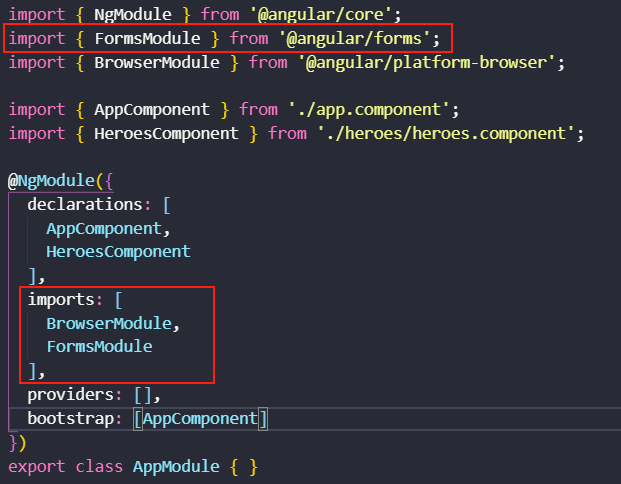 import { NgModule } from '@angular/core';
import { FormsModule } from '@angular/forms';
import { BrowserModule } from '@angular/platform-browser';
import { AppComponent } from './app.component';
import { HeroesComponent } from './heroes/heroes.component';
@NgModule({
  declarations: [
    AppComponent,
    HeroesComponent
  ],
  imports: [
    BrowserModule,
    FormsModule
  ],
  providers: [],
  bootstrap: [AppComponent]
})
export class AppModule { }